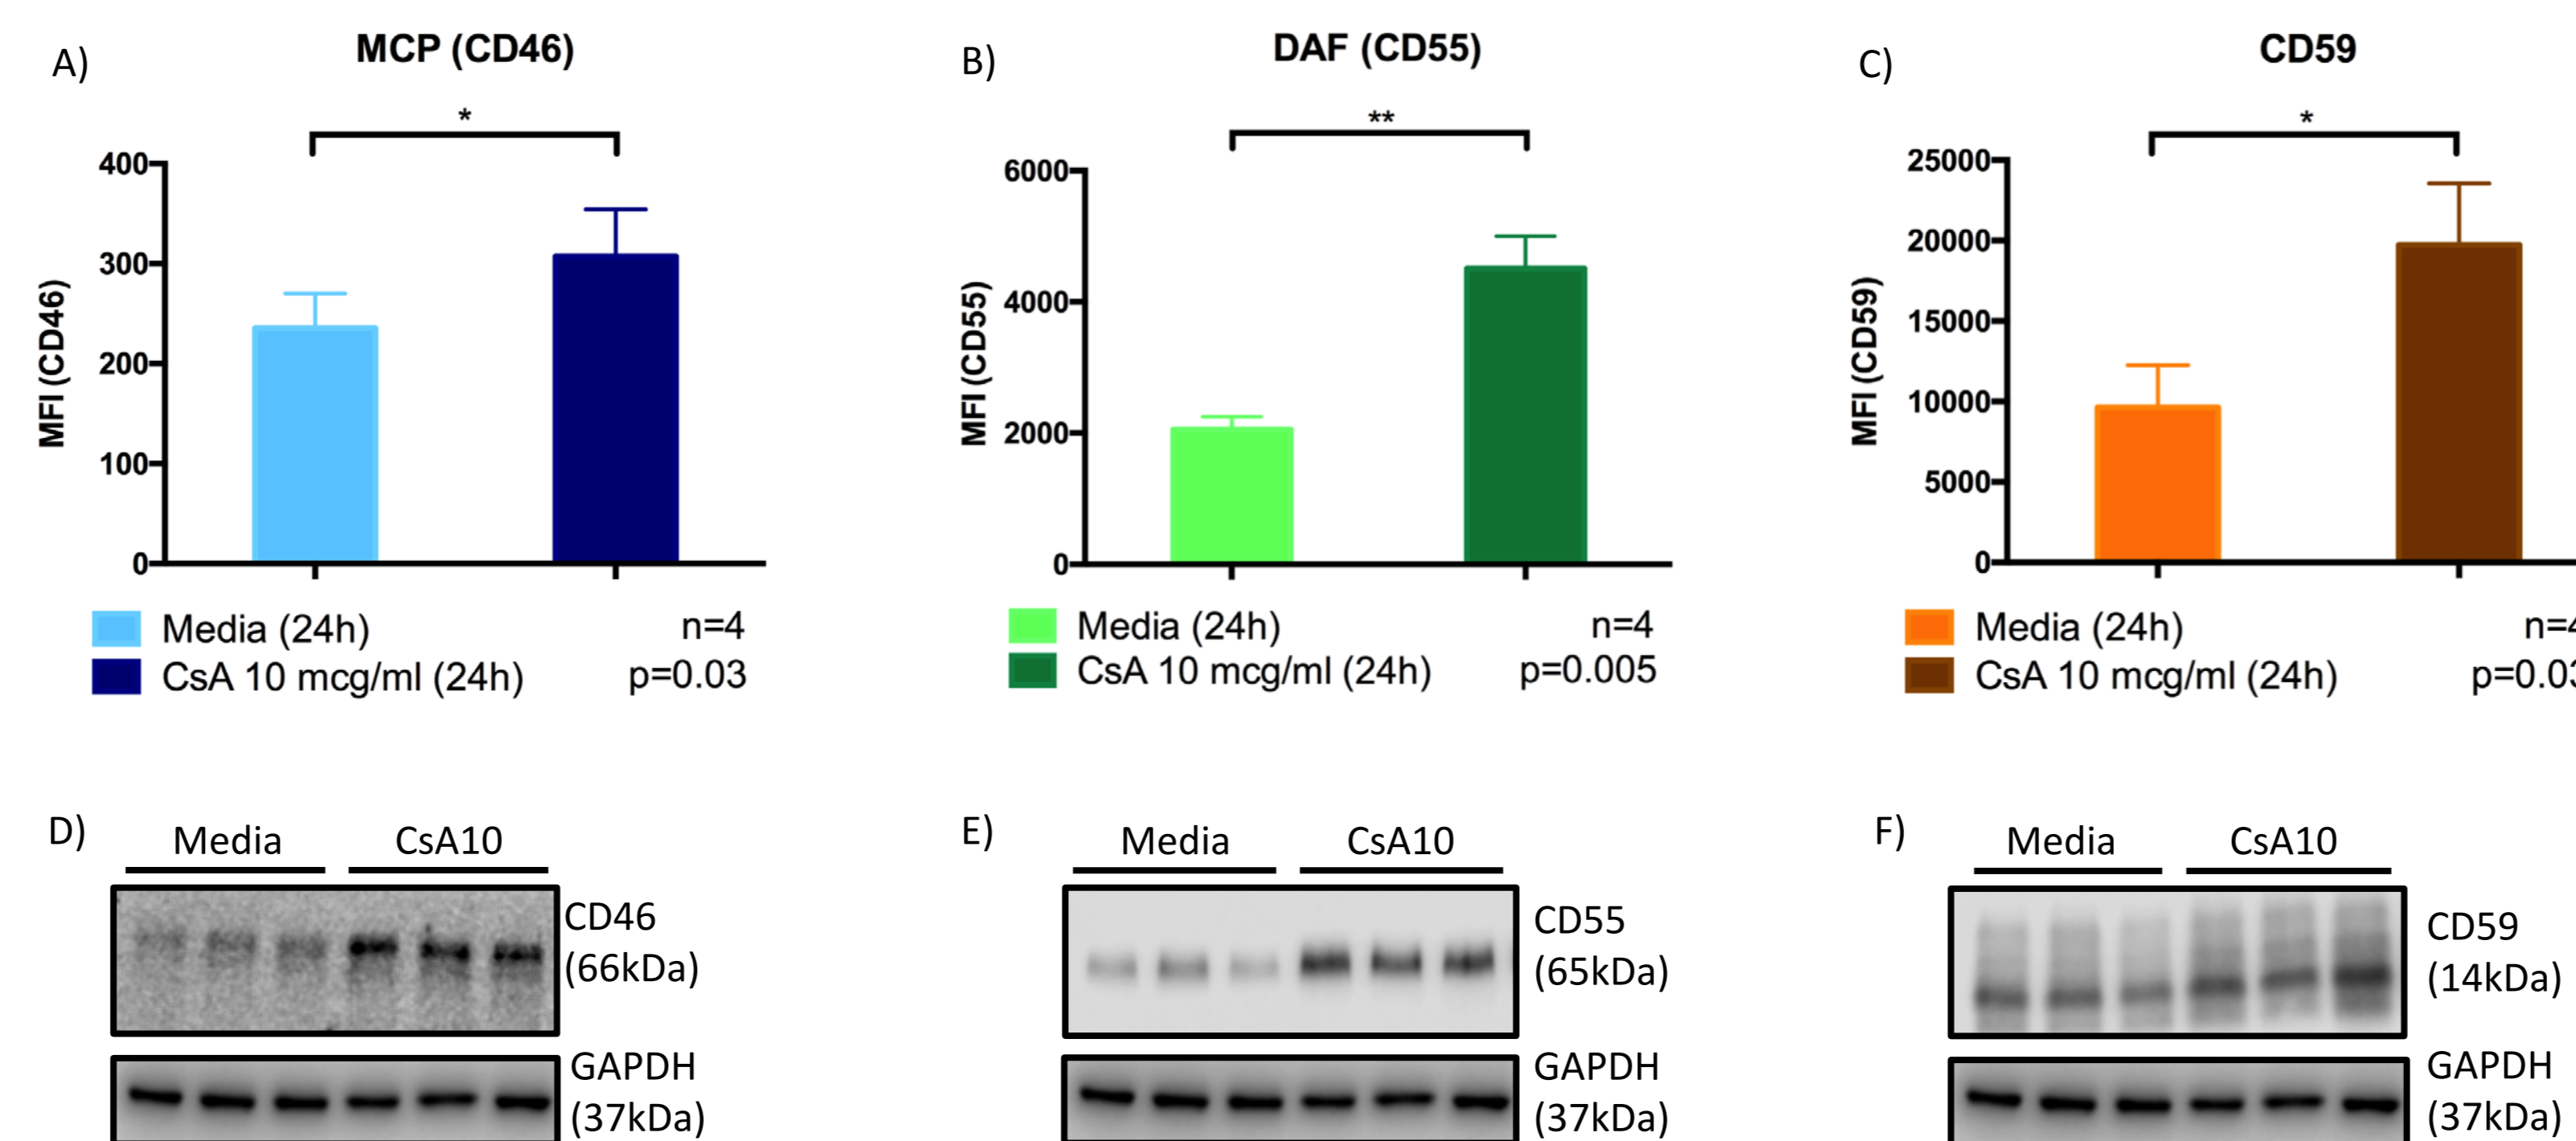 A)
MCP (CD46)
*
MFI (CD46)
400
300
200
100
0
Media (24h)
n=4
CsA 10 mcg/ml (24h)
p=0.03
B)
DAF (CD55)
**
MFI (CD55)
6000
4000
2000
0
Media (24h)
n=4
CsA 10 mcg/ml (24h)
p=0.005
C)
CD59
*
MFI (CD59)
25000
20000
15000
10000
5000
0
Media (24h)
n=4
CsA 10 mcg/ml (24h)
p=0.03
D)
Media CsA10
CD46
(66kDa)
GAPDH
(37kDa)
E)
Media CsA10
CD55
(65kDa)
GAPDH
(37kDa)
F)
Media CsA10
CD59
(14kDa)
GAPDH
(37kDa)